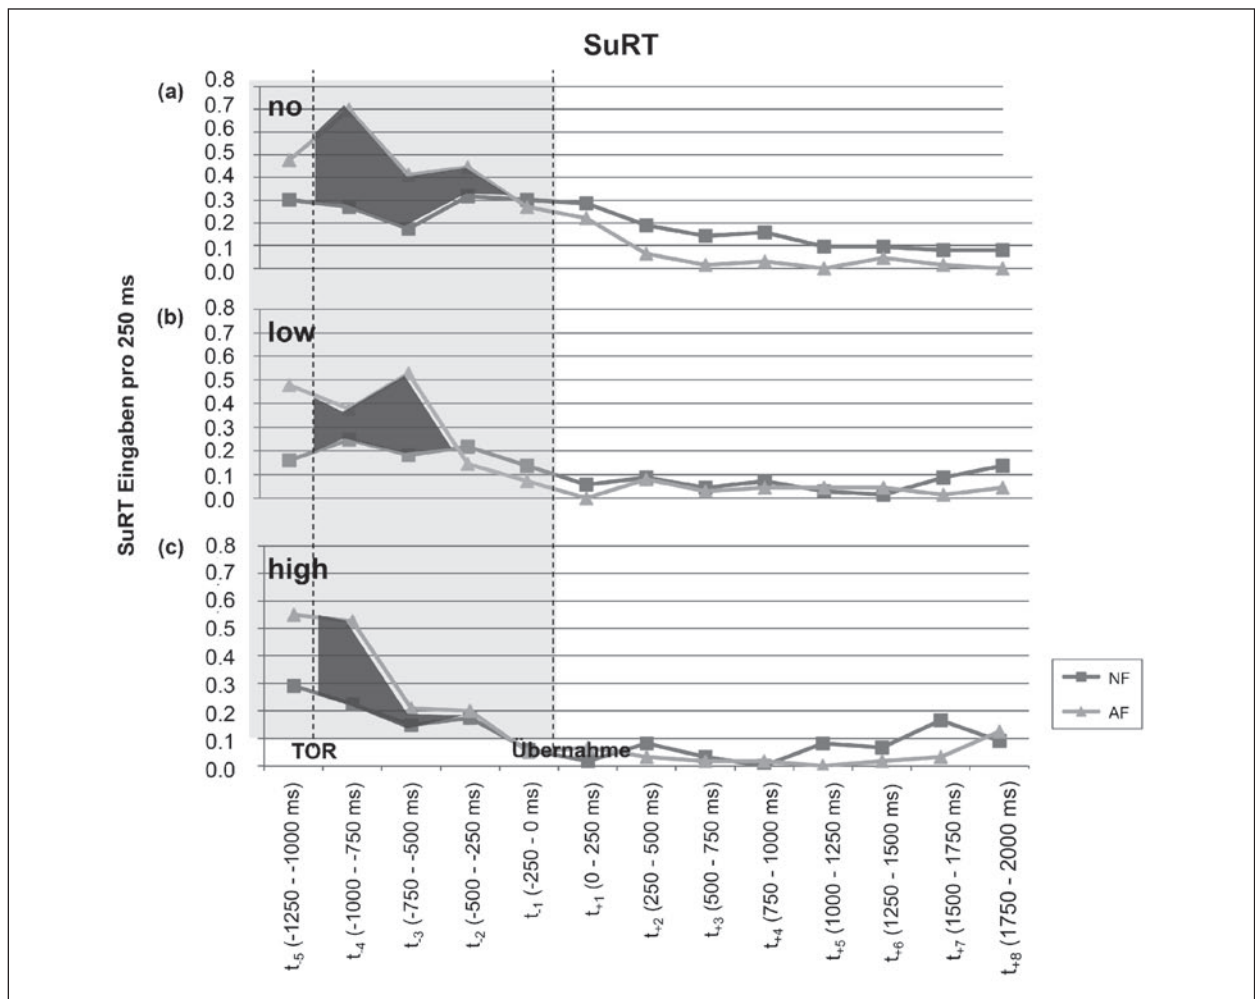 SuRT
SuRT Eingaben pro 250 ms
(a)
no
0.8
0.7
0.6
0.5
0.4
0.3
0.2
0.1
0.0
(b)
low
0.8
0.7
0.6
0.5
0.4
0.3
0.2
0.1
0.0
(c)
high
0.8
0.7
0.6
0.5
0.4
0.3
0.2
0.1
0.0
TOR
Übernahme
NF
AF
t-5 (-1250 - -1000 ms)
t-4 (-1000 - -750 ms)
t-3 (-750 - -500 ms)
t-2 (-500 - -250 ms)
t-1 (-250 - 0 ms)
t+1 (0 - 250 ms)
t+2 (250 - 500 ms)
t+3 (500 - 750 ms)
t+4 (750 - 1000 ms)
t+5 (1000 - 1250 ms)
t+6 (1250 - 1500 ms)
t+7 (1500 - 1750 ms)
t+8 (1750 - 2000 ms)